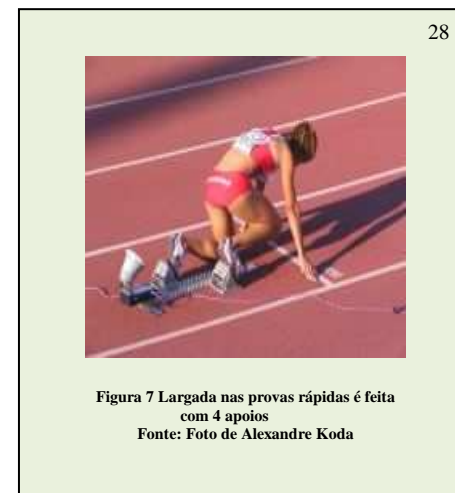 28
Figura 7 Largada nas provas rápidas é feita
com 4 apoios
Fonte: Foto de Alexandre Koda